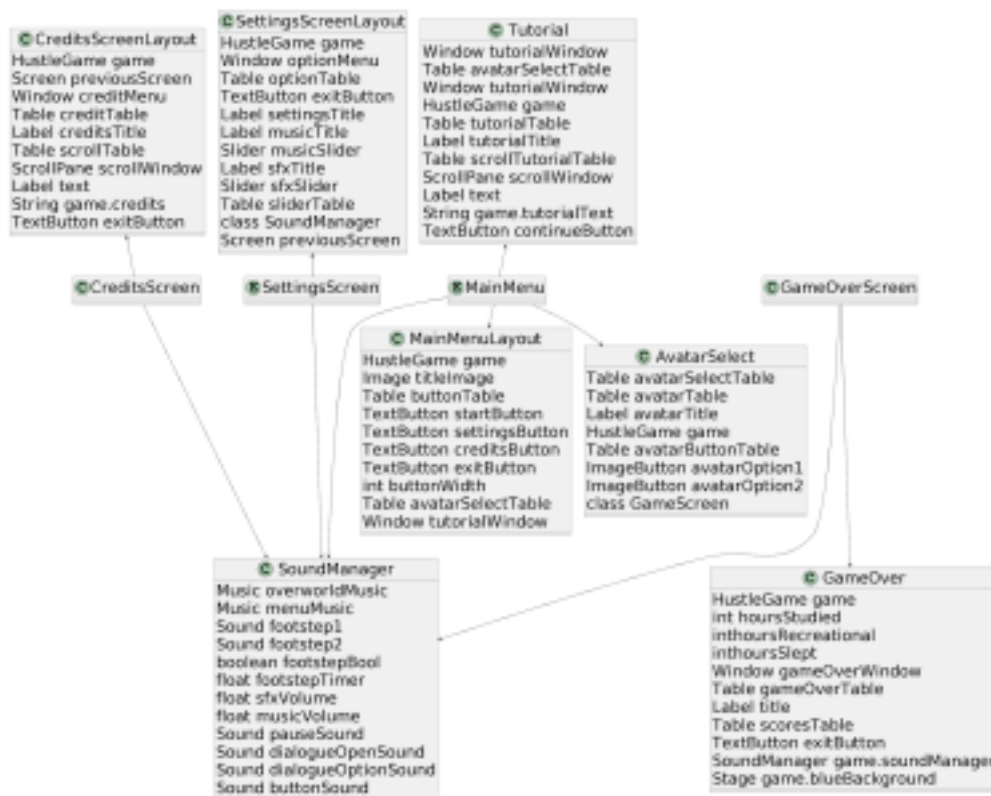 CreditsScreenLayout
HustleGame game
Screen previousScreen
Window creditMenu
Table creditTable
Label creditsTitle
Table scrollTable
ScrollPane scrollWindow
Label text
String game.credits
TextButton exitButton
SettingsScreenLayout
HustleGame game
Window optionMenu
Table optionTable
TextButton exitButton
Label settingsTitle
Label musicTitle
Slider musicSlider
Label sfxTitle
Slider sfxSlider
Table sliderTable
class SoundManager
Screen previousScreen
Tutorial
Window tutorialWindow
Table avatarSelectTable
Window tutorialWindow
HustleGame game
Table tutorialTable
Label tutorialTitle
Table scrollTutorialTable
ScrollPane scrollWindow
Label text
String game.tutorialText
TextButton continueButton
CreditsScreen
SettingsScreen
MainMenu
GameOverScreen
MainMenuLayout
HustleGame game
Image titleImage
Table buttonTable
TextButton startButton
TextButton settingsButton
TextButton creditsButton
TextButton exitButton
int buttonWidth
Table avatarSelectTable
Window tutorialWindow
AvatarSelect
Table avatarSelectTable
Table avatarTable
Label avatarTitle
HustleGame game
Table avatarButtonTable
ImageButton avatarOption1
ImageButton avatarOption2
class GameScreen
SoundManager
Music overworldMusic
Music menuMusic
Sound footstep1
Sound footstep2
boolean footstepBool
float footstepTimer
float sfxVolume
float musicVolume
Sound pauseSound
Sound dialogueOpenSound
Sound dialogueOptionSound
Sound buttonSound
GameOver
HustleGame game
int hoursStudied
inthoursRecreational
inthoursSlept
Window gameOverWindow
Table gameOverTable
Label title
Table scoresTable
TextButton exitButton
SoundManager game.soundManager
Stage game.blueBackground